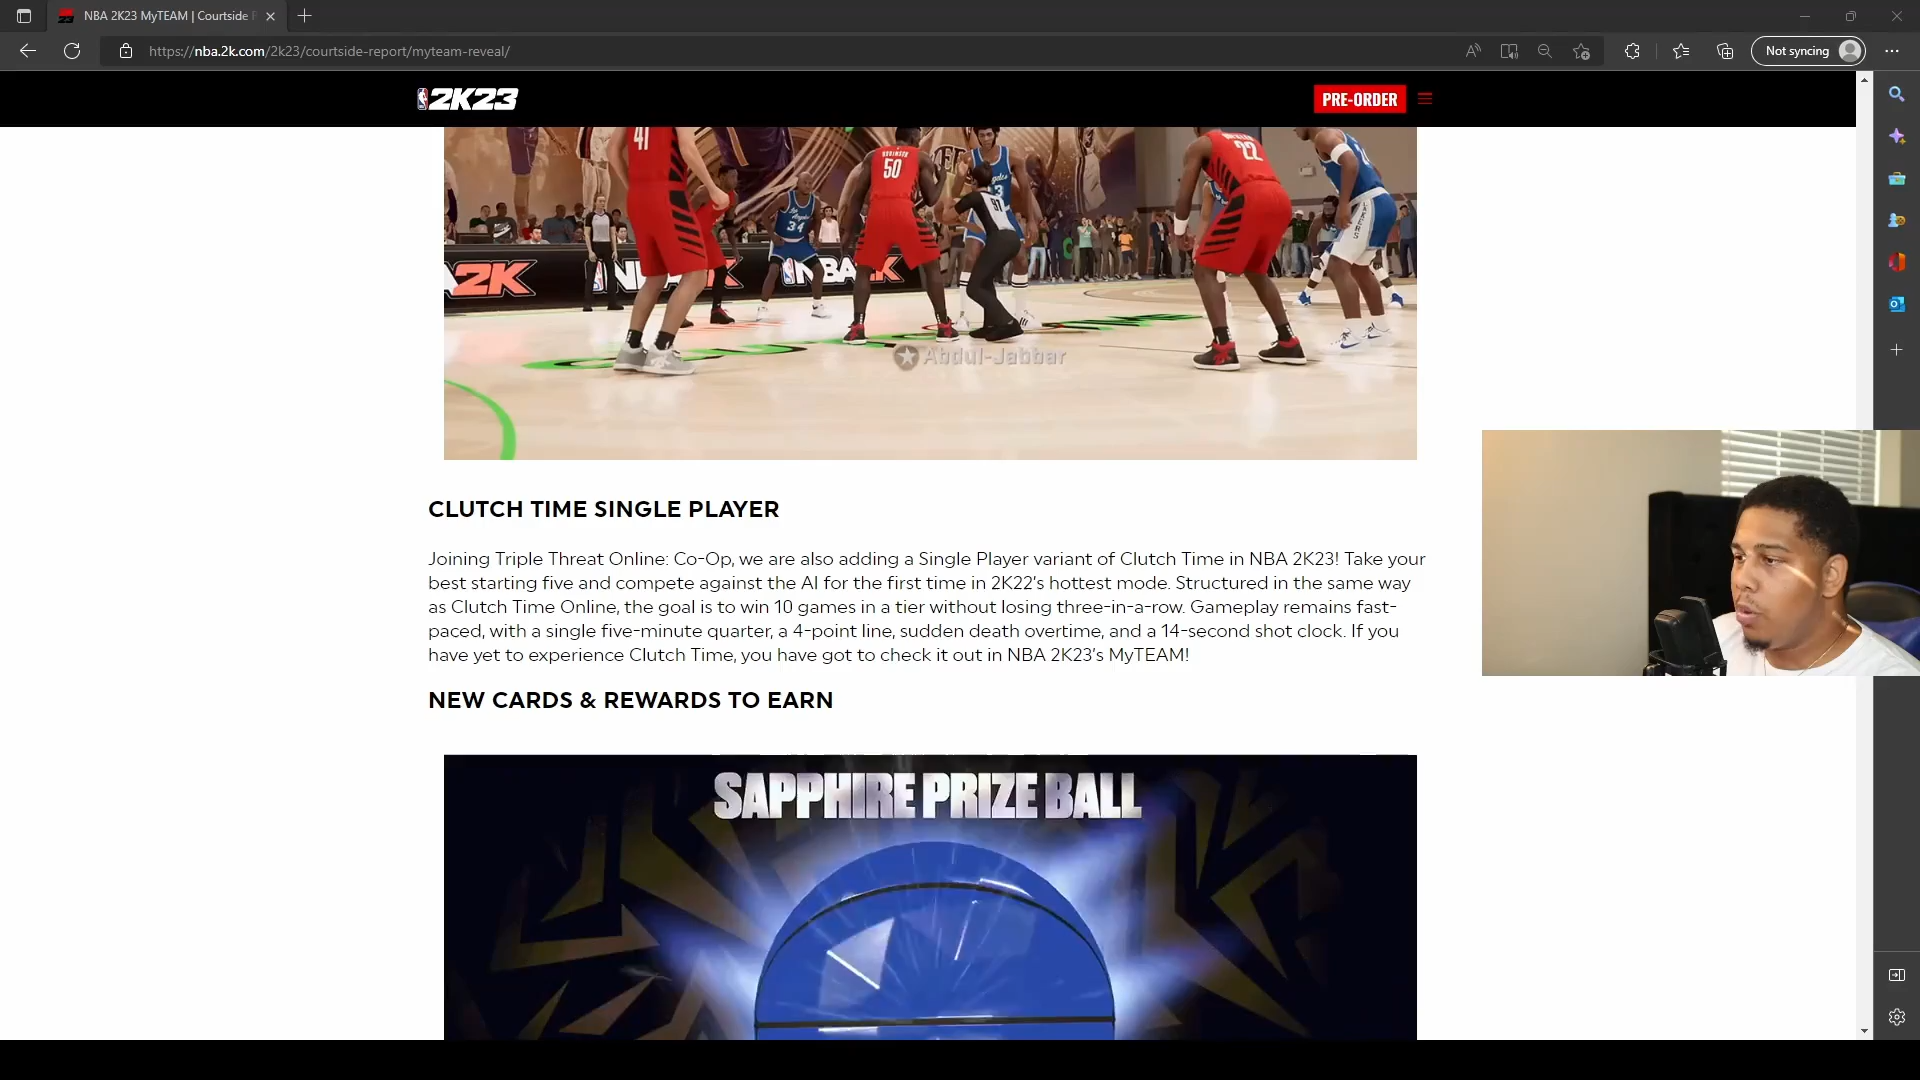 NBA 2K23 MyTEAM | Courtside
https://nba.2k.com/2k23/courtside-report/myteam-reveal/
Not syncing
2K23
PRE-ORDER
41
ROBINSON
50
22
34
91
LAKERS
2K
NBA
Abdul-Jabbar
CLUTCH TIME SINGLE PLAYER
Joining Triple Threat Online: Co-Op, we are also adding a Single Player variant of Clutch Time in NBA 2K23! Take your
best starting five and compete against the AI for the first time in 2K22's hottest mode. Structured in the same way
as Clutch Time Online, the goal is to win 10 games in a tier without losing three-in-a-row. Gameplay remains fast-
paced, with a single five-minute quarter, a 4-point line, sudden death overtime, and a 14-second shot clock. If you
have yet to experience Clutch Time, you have got to check it out in NBA 2K23's MyTEAM!
NEW CARDS & REWARDS TO EARN
SAPPHIRE PRIZE BALL